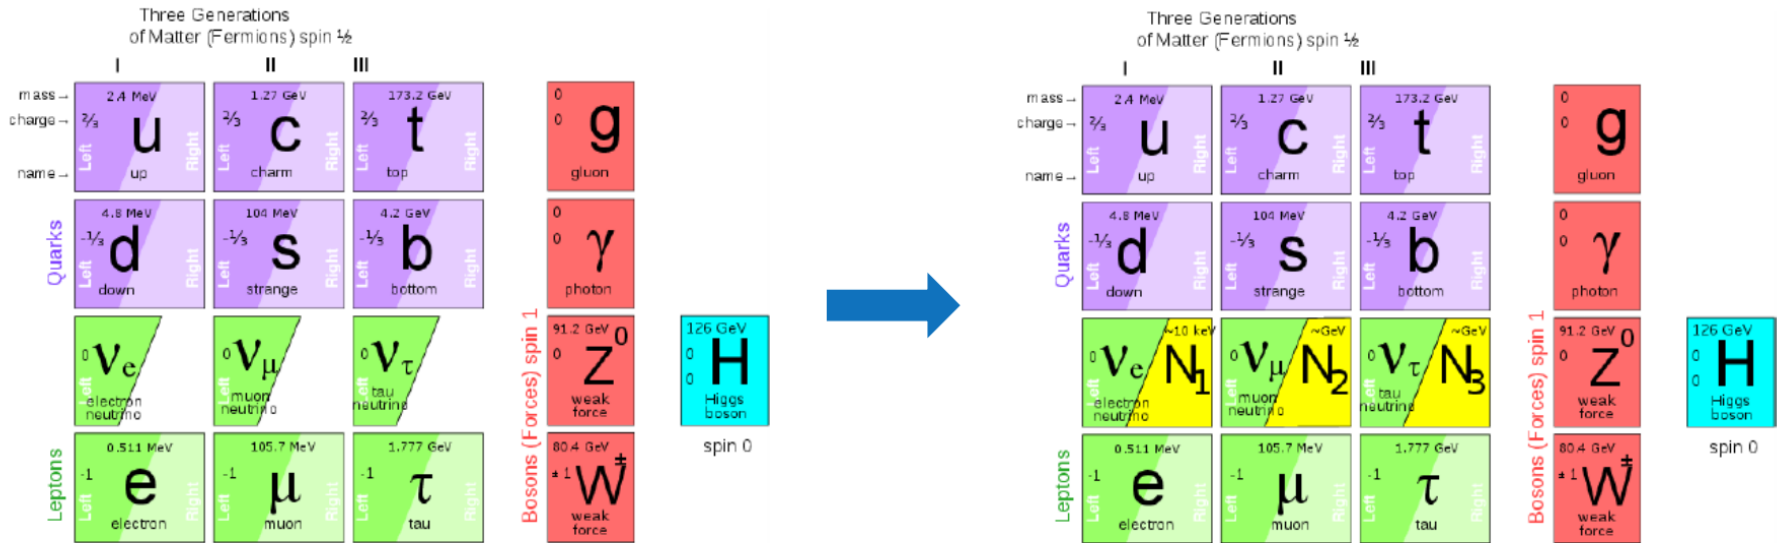 Three Generations
of Matter (Fermions) spin ½
I II III
mass→
charge→
name→
2.4 MeV
⅔
u
Left
Right
up
1.27 GeV
⅔
c
Right
charm
173.2 GeV
⅔
t
Right
top
0
0
g
gluon
Quarks
4.8 MeV
-⅓
d
Left
down
104 MeV
-⅓
s
Left
Right
strange
4.2 GeV
-⅓
b
Left
Right
bottom
0
0
γ
photon
0
νe
Left
electron
neutrino
0
νμ
Left
muon
neutrino
0
ντ
Left
tau
neutrino
91.2 GeV
0
Z0
weak
force
126 GeV
0
0
H
Higgs
boson
spin 0
Leptons
0.511 MeV
-1
e
Left
Right
electron
105.7 MeV
-1
μ
Left
Right
muon
1.777 GeV
-1
τ
Left
Right
tau
80.4 GeV
± 1
W±
weak
force
Bosons (Forces) spin 1
Three Generations
of Matter (Fermions) spin ½
I II III
mass→
charge→
name→
2.4 MeV
⅔
u
Left
Right
up
1.27 GeV
⅔
c
Left
Right
charm
173.2 GeV
⅔
t
Left
Right
top
0
0
g
gluon
Quarks
4.8 MeV
-⅓
d
Left
Right
down
104 MeV
-⅓
s
Left
Right
strange
4.2 GeV
-⅓
b
Left
Right
bottom
0
0
γ
photon
0
νe
Left
electron
neutrino
~10 keV
N1
0
νμ
Left
muon
neutrino
~GeV
N2
0
ντ
Left
tau
neutrino
~GeV
N3
91.2 GeV
0
Z0
weak
force
126 GeV
0
0
H
Higgs
boson
spin 0
Leptons
0.511 MeV
-1
e
Left
Right
electron
105.7 MeV
-1
μ
Left
Right
muon
1.777 GeV
-1
τ
Left
Right
tau
80.4 GeV
± 1
W±
weak
force
Bosons (Forces) spin 1